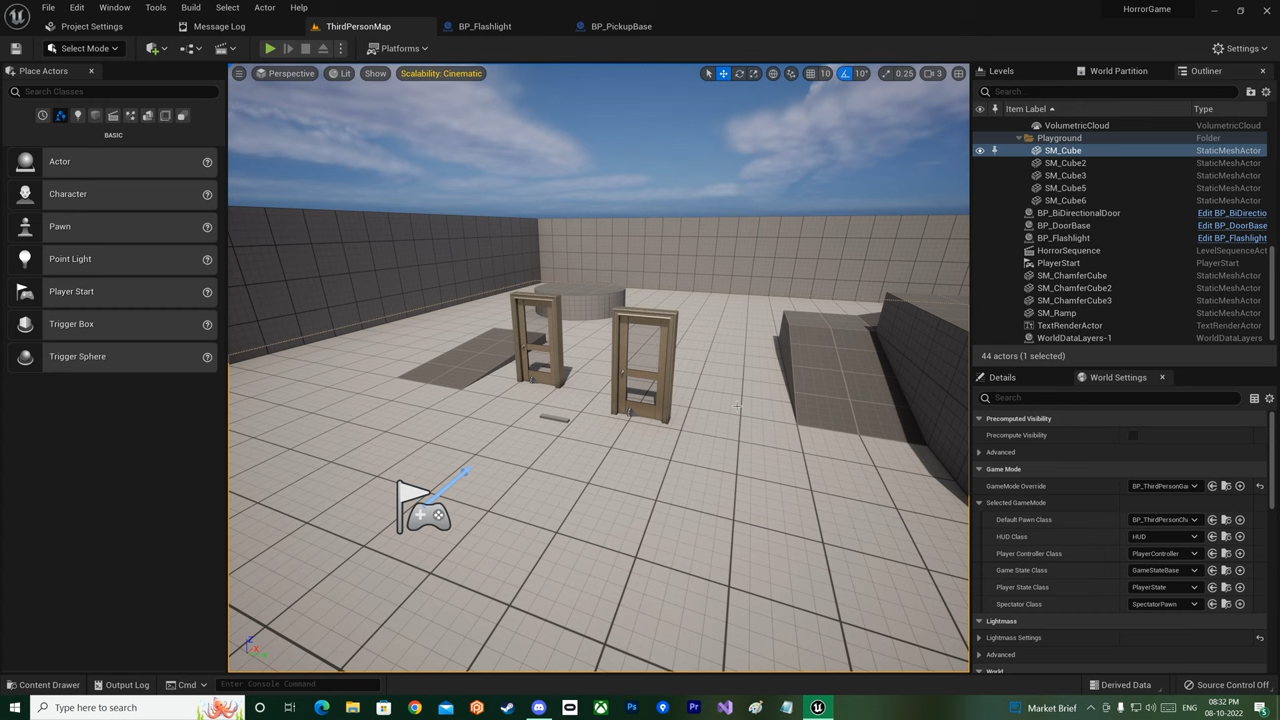 File Edit Window Tools Build Select Actor Help
HorrorGame
Project Settings Message Log ThirdPersonMap BP_Flashlight BP_PickupBase
Select Mode Platforms Settings
Place Actors
Search Classes
BASIC
Actor
Character
Pawn
Point Light
Player Start
Trigger Box
Trigger Sphere
Perspective Lit Show Scalability: Cinematic 10 10° 0.25 3
Levels World Partition Outliner
Search...
Item Label Type
VolumetricCloud VolumetricCloud
Playground Folder
SM_Cube StaticMeshActor
SM_Cube2 StaticMeshActor
SM_Cube3 StaticMeshActor
SM_Cube5 StaticMeshActor
SM_Cube6 StaticMeshActor
BP_BiDirectionalDoor Edit BP_BiDirectio
BP_DoorBase Edit BP_DoorBase
BP_Flashlight Edit BP_Flashlight
HorrorSequence LevelSequenceAct
PlayerStart PlayerStart
SM_ChamferCube StaticMeshActor
SM_ChamferCube2 StaticMeshActor
SM_ChamferCube3 StaticMeshActor
SM_Ramp StaticMeshActor
TextRenderActor TextRenderActor
WorldDataLayers-1 WorldDataLayers
44 actors (1 selected)
Details World Settings
Search
Precomputed Visibility
Precompute Visibility
Advanced
Game Mode
GameMode Override BP_ThirdPersonGa
Selected GameMode
Default Pawn Class BP_ThirdPersonCh
HUD Class HUD
Player Controller Class PlayerController
Game State Class GameStateBase
Player State Class PlayerState
Spectator Class SpectatorPawn
Lightmass
Lightmass Settings
Advanced
World
Content Drawer Output Log Cmd Enter Console Command Derived Data Source Control Off
Type here to search
Market Brief
08:32 PM
08-10-2022